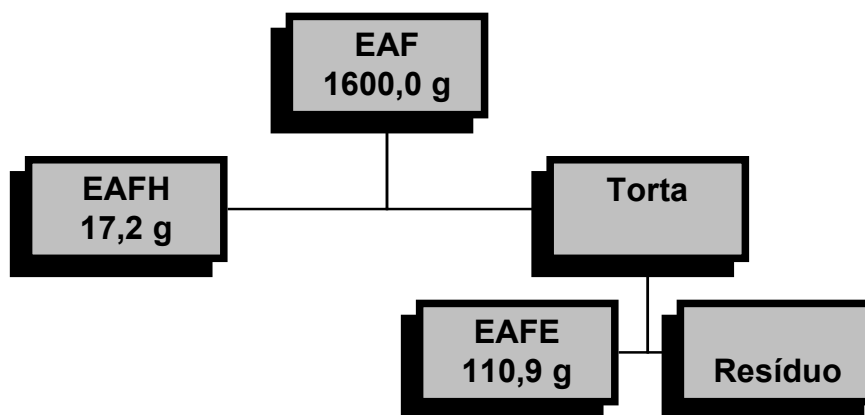 EAF
1600,0 g
EAFH
17,2 g
Torta
EAFE
110,9 g
Resíduo